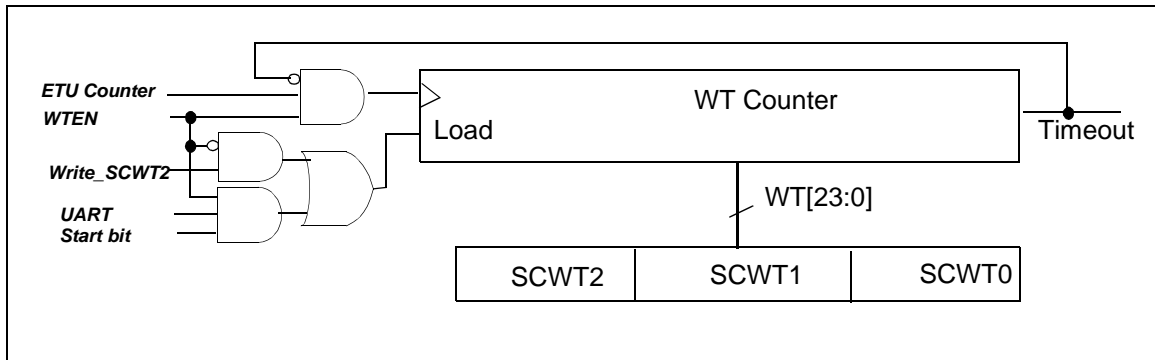 ETU Counter
WTEN
Write_SCWT2
UART
Start bit
WT Counter
Load
Timeout
WT[23:0]
SCWT2 SCWT1 SCWT0